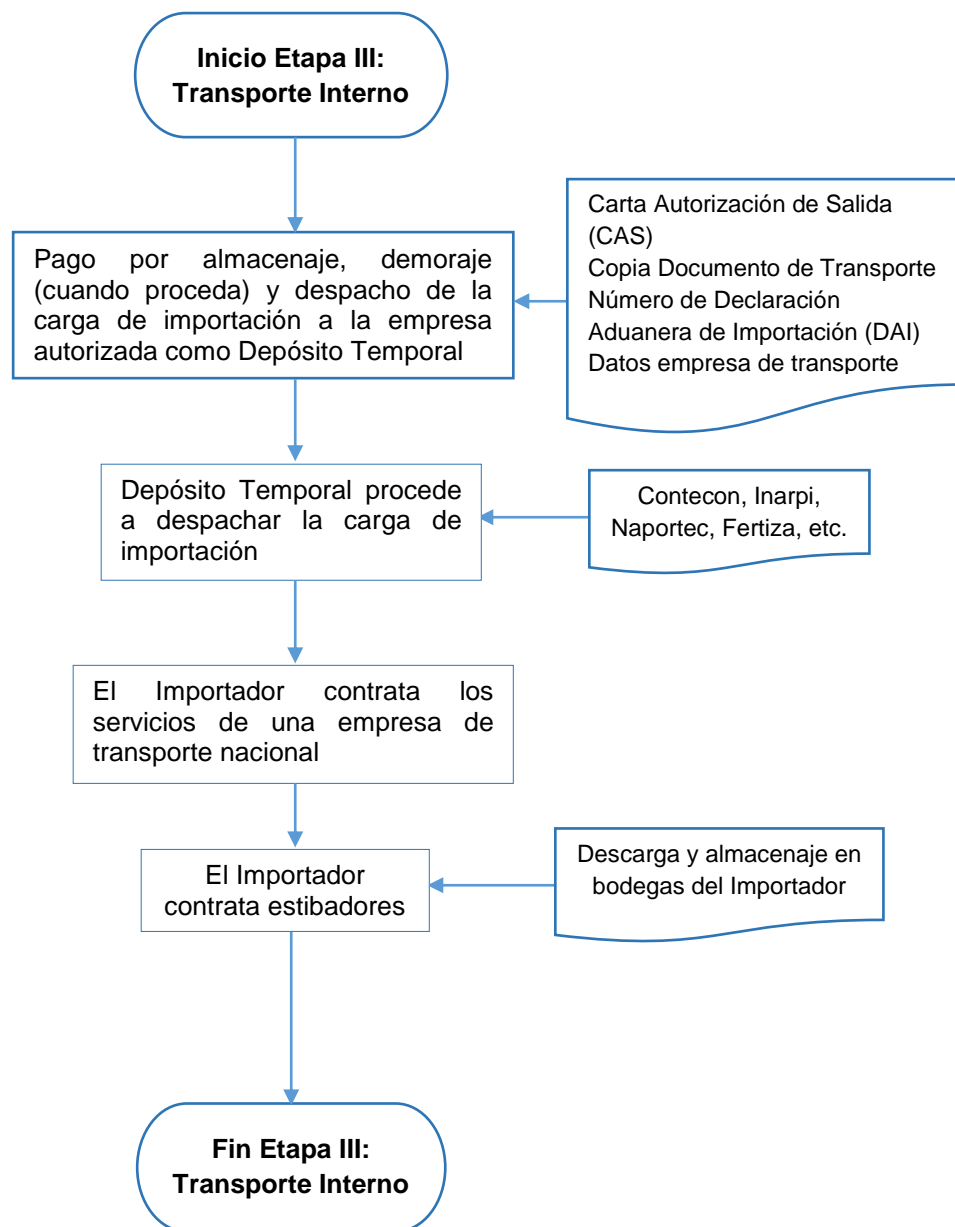 Inicio Etapa III:
Transporte Interno
Carta Autorización de Salida
(CAS)
Copia Documento de Transporte
Número de Declaración
Aduanera de Importación (DAI)
Datos empresa de transporte
Pago por almacenaje, demoraje
(cuando proceda) y despacho de la
carga de importación a la empresa
autorizada como Depósito Temporal
Depósito Temporal procede
a despachar la carga de
importación
Contecon, Inarpi,
Naportec, Fertiza, etc.
El Importador contrata los
servicios de una empresa de
transporte nacional
El Importador
contrata estibadores
Descarga y almacenaje en
bodegas del Importador
Fin Etapa III:
Transporte Interno